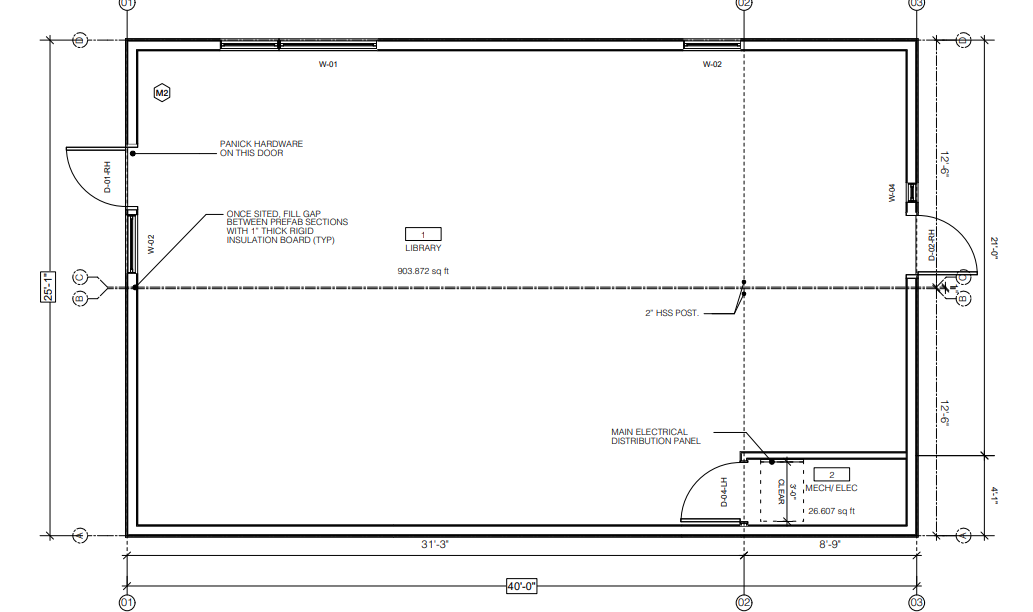 01
02
03
D
D
W-01
W-02
M2
PANICK HARDWARE
ON THIS DOOR
12'-6"
D-01-RH
W-04
ONCE SITED, FILL GAP
BETWEEN PREFAB SECTIONS
WITH 1" THICK RIGID
INSULATION BOARD (TYP)
W-02
1
LIBRARY
903.872 sq ft
D-02-RH
21'-0"
25'-1"
C
C
B
B
1"
2" HSS POST.
12'-6"
MAIN ELECTRICAL
DISTRIBUTION PANEL
D-04-LH
3'-0"
CLEAR
2
MECH/ ELEC
26.607 sq ft
4'-1"
A
A
31'-3"
8'-9"
40'-0"
01
02
03